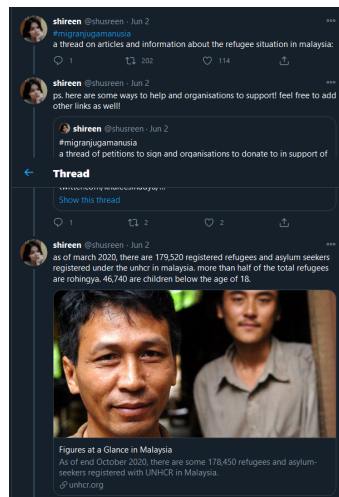 shireen @shusreen · Jun 2
#migranjugamanusia
a thread on articles and information about the refugee situation in malaysia:
1 202 114
shireen @shusreen · Jun 2
ps. here are some ways to help and organisations to support! feel free to add
other links as well!
shireen @shusreen · Jun 2
#migranjugamanusia
a thread of petitions to sign and organisations to donate to in support of
Thread
Show this thread
1 2 2
shireen @shusreen · Jun 2
as of march 2020, there are 179,520 registered refugees and asylum seekers
registered under the unhcr in malaysia. more than half of the total refugees
are rohingya. 46,740 are children below the age of 18.
Figures at a Glance in Malaysia
As of end October 2020, there are some 178,450 refugees and asylum-
seekers registered with UNHCR in Malaysia.
unhcr.org